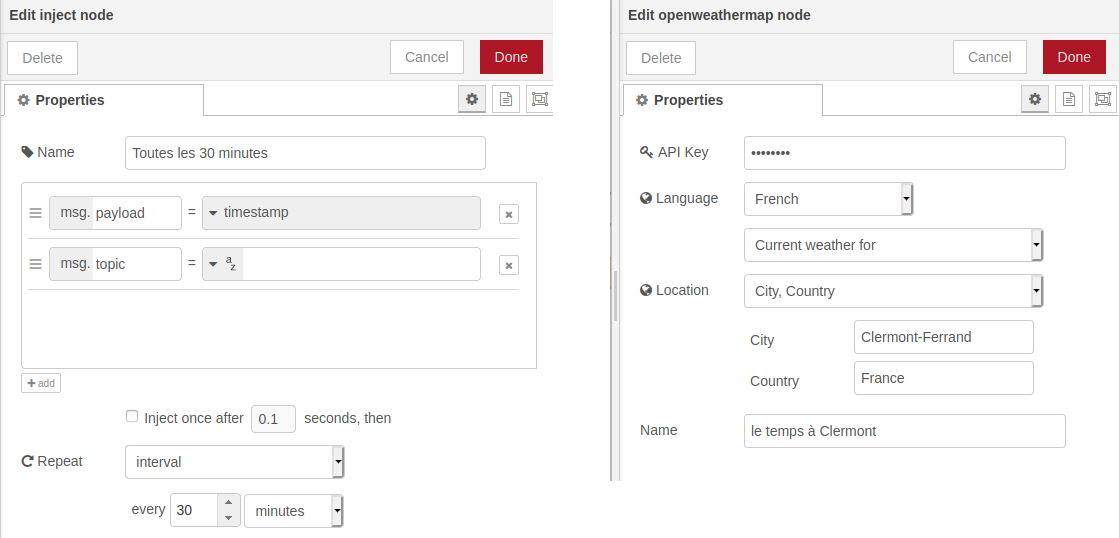 Edit inject node
Delete
Cancel
Done
Properties
Name
Toutes les 30 minutes
msg. payload = timestamp
msg. topic = a z
add
Inject once after 0.1 seconds, then
Repeat
interval
every 30 minutes
Edit openweathermap node
Delete
Cancel
Done
Properties
API Key ••••••••
Language French
Current weather for
Location City, Country
City Clermont-Ferrand
Country France
Name le temps à Clermont